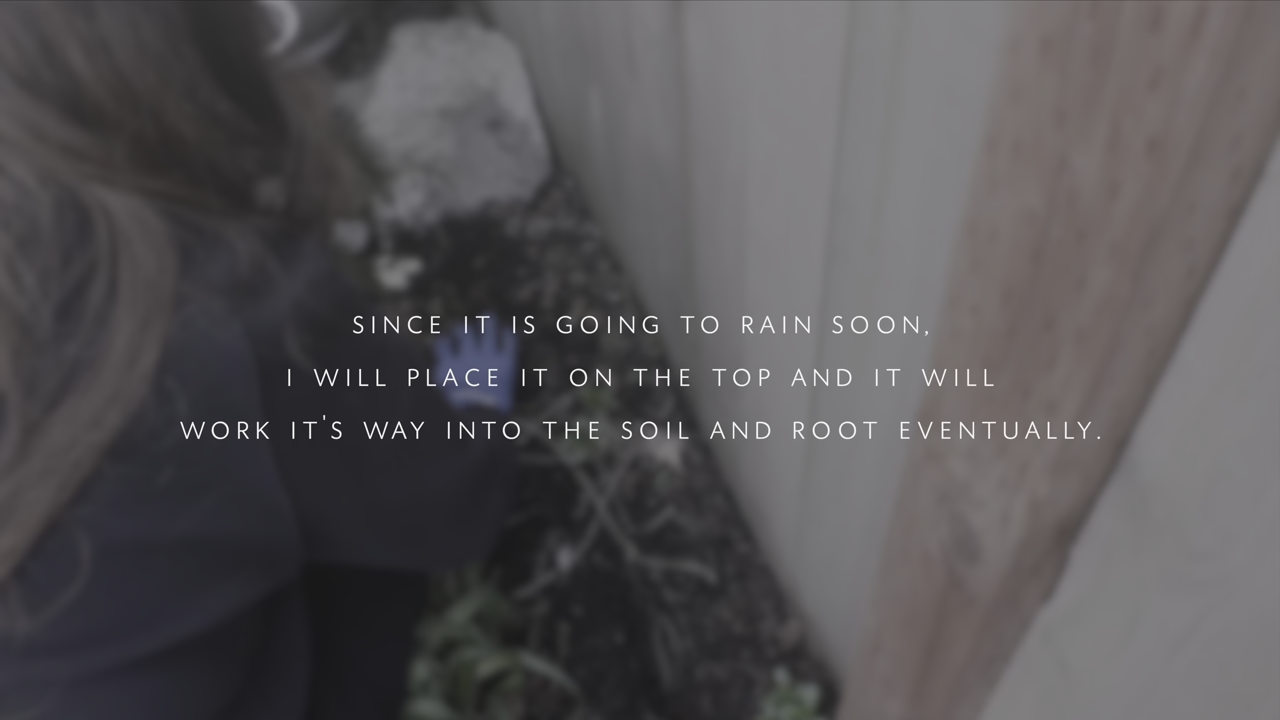 SINCE IT IS GOING TO RAIN SOON,
I WILL PLACE IT ON THE TOP AND IT WILL
WORK IT'S WAY INTO THE SOIL AND ROOT EVENTUALLY.